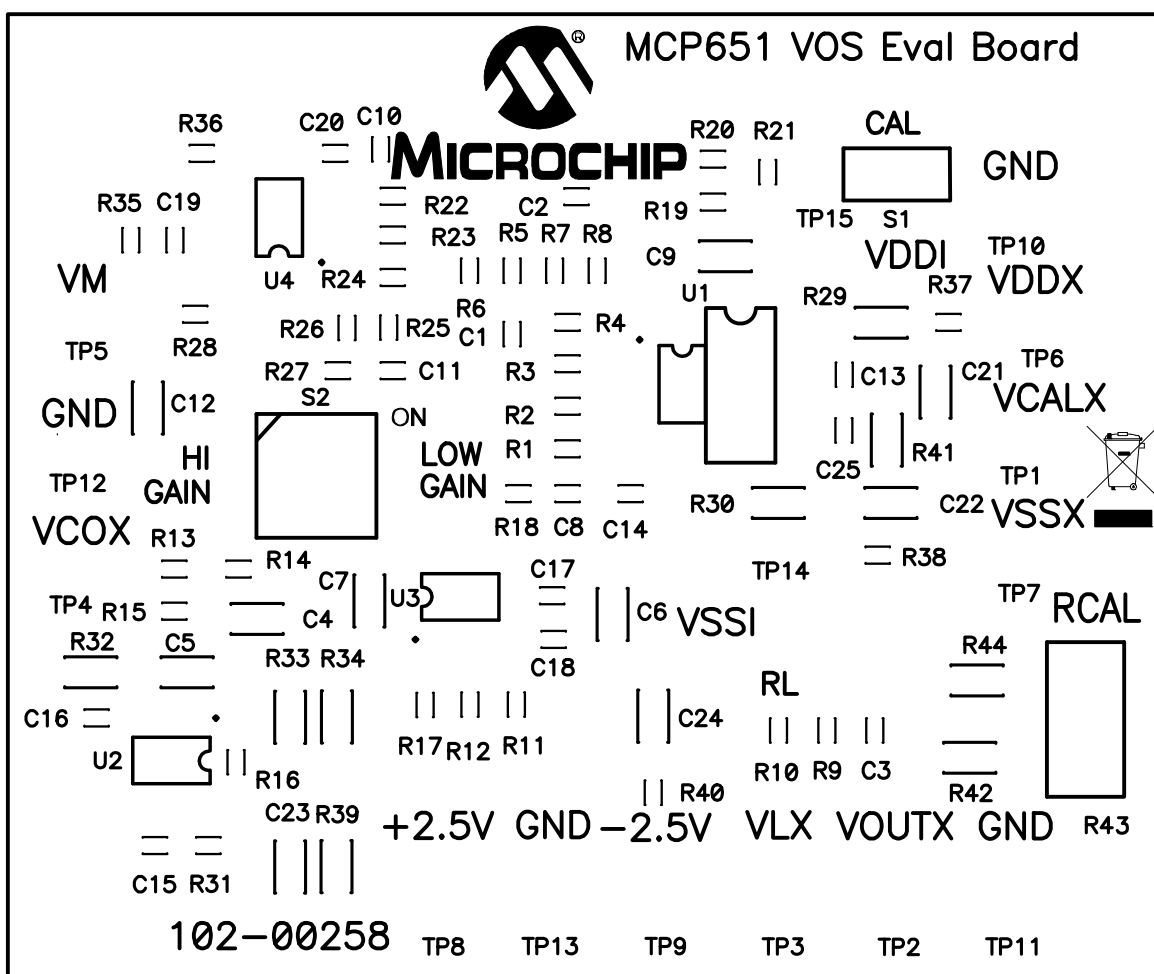 MCP651 VOS Eval Board
®
MICROCHIP
R36
C20
C10
R20
R21
CAL
GND
R35
C19
R22
C2
R19
TP15
S1
R23
R5
R7
R8
C9
VDDI
TP10
VM
U4
R24
U1
VDDX
R29
R37
R26
R25
R6
C1
R4
R28
TP5
R27
C11
R3
C13
C21
TP6
GND
C12
S2
ON
R2
VCALX
HI
GAIN
LOW
GAIN
R1
C25
R41
TP12
TP1
VCOX
R18
C8
C14
R30
C22
VSSX
R13
R14
C7
U3
C17
TP14
R38
TP4
R15
C4
C6
VSSI
TP7
RCAL
R32
C5
R33
R34
C18
R44
RL
C16
C24
U2
R16
R17
R12
R11
R10
R9
C3
C23
R39
R40
R42
+2.5V
GND
-2.5V
VLX
VOUTX
GND
R43
C15
R31
102-00258
TP8
TP13
TP9
TP3
TP2
TP11